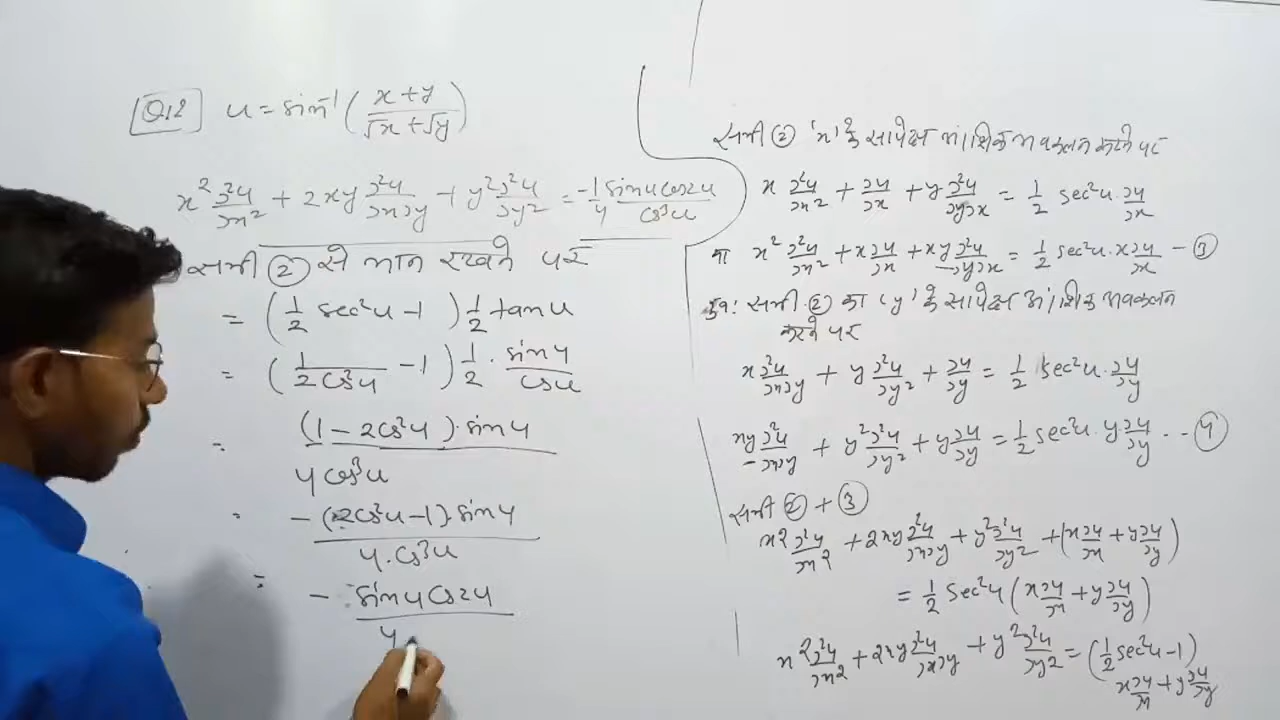 Q12 u = sin⁻¹ (x+y / √x+√y)
x² ∂²u/∂x² + 2xy ∂²u/∂x∂y + y² ∂²u/∂y² = -1/4 sinu cos2u / cos³u
समी ② से मान रखने पर
= (1/2 sec²u - 1) 1/2 tanu
= (1/2cos²u - 1) 1/2 · sinu/cosu
= (1 - 2cos²u) · sinu / 4cos³u
= -(2cos²u - 1) · sinu / 4·cos³u
= - sinu cos2u / 4
समी ② 'x' के सापेक्ष आंशिक अवकलन करने पर
x ∂²u/∂x² + ∂u/∂x + y ∂²u/∂y∂x = 1/2 sec²u ∂u/∂x
या x² ∂²u/∂x² + x ∂u/∂x + xy ∂²u/∂y∂x = 1/2 sec²u · x ∂u/∂x - ③
पुनः समी ② का 'y' के सापेक्ष आंशिक अवकलन
करने पर
x ∂²u/∂x∂y + y ∂²u/∂y² + ∂u/∂y = 1/2 sec²u · ∂u/∂y
xy ∂²u/∂x∂y + y² ∂²u/∂y² + y ∂u/∂y = 1/2 sec²u · y ∂u/∂y -- ④
समी ② + ③
x² ∂²u/∂x² + 2xy ∂²u/∂x∂y + y² ∂²u/∂y² + (x ∂u/∂x + y ∂u/∂y)
= 1/2 sec²u (x ∂u/∂x + y ∂u/∂y)
x² ∂²u/∂x² + 2xy ∂²u/∂x∂y + y² ∂²u/∂y² = (1/2 sec²u - 1)
x ∂u/∂x + y ∂u/∂y